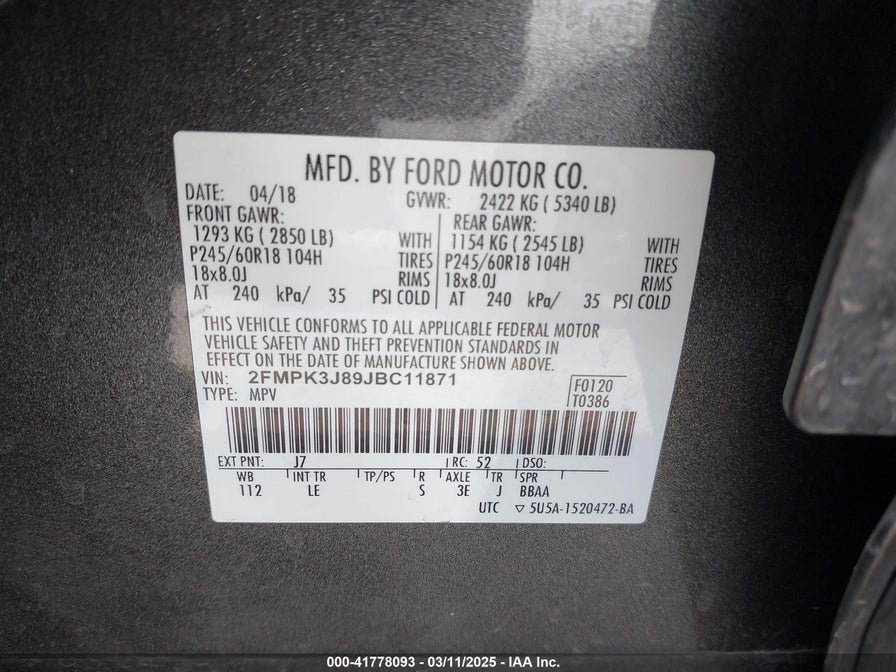 MFD. BY FORD MOTOR CO.
DATE: 04/18 GVWR: 2422 KG ( 5340 LB)
FRONT GAWR: REAR GAWR:
1293 KG ( 2850 LB) WITH 1154 KG ( 2545 LB) WITH
P245/60R18 104H TIRES P245/60R18 104H TIRES
18x8.0J RIMS 18x8.0J RIMS
AT 240 kPa/ 35 PSI COLD AT 240 kPa/ 35 PSI COLD
THIS VEHICLE CONFORMS TO ALL APPLICABLE FEDERAL MOTOR
VEHICLE SAFETY AND THEFT PREVENTION STANDARDS IN
EFFECT ON THE DATE OF MANUFACTURE SHOWN ABOVE.
VIN: 2FMPK3J89JBC11871 F0120
TYPE: MPV T0386
EXT PNT: J7 RC: 52 DSO:
WB INT TR TP/PS R AXLE TR SPR
112 LE S 3E J BBAA
UTC ▽ 5U5A-1520472-BA
000-41778093 - 03/11/2025 - IAA Inc.